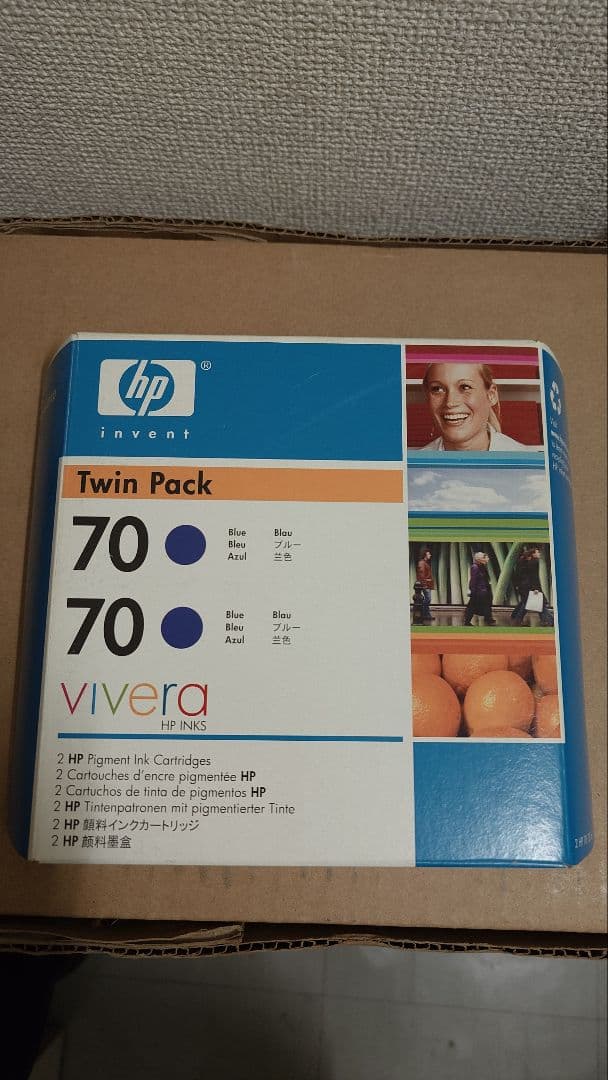 hp ®
invent
Twin Pack
70 Blue Blau
Bleu ブルー
Azul 兰色
70 Blue Blau
Bleu ブルー
Azul 兰色
vivera
HP INKS
2 HP Pigment Ink Cartridges
2 Cartouches d'encre pigmentée HP
2 Cartuchos de tinta de pigmentos HP
2 HP Tintenpatronen mit pigmentierter Tinte
2 HP 顔料インクカートリッジ
2 HP 颜料墨盒